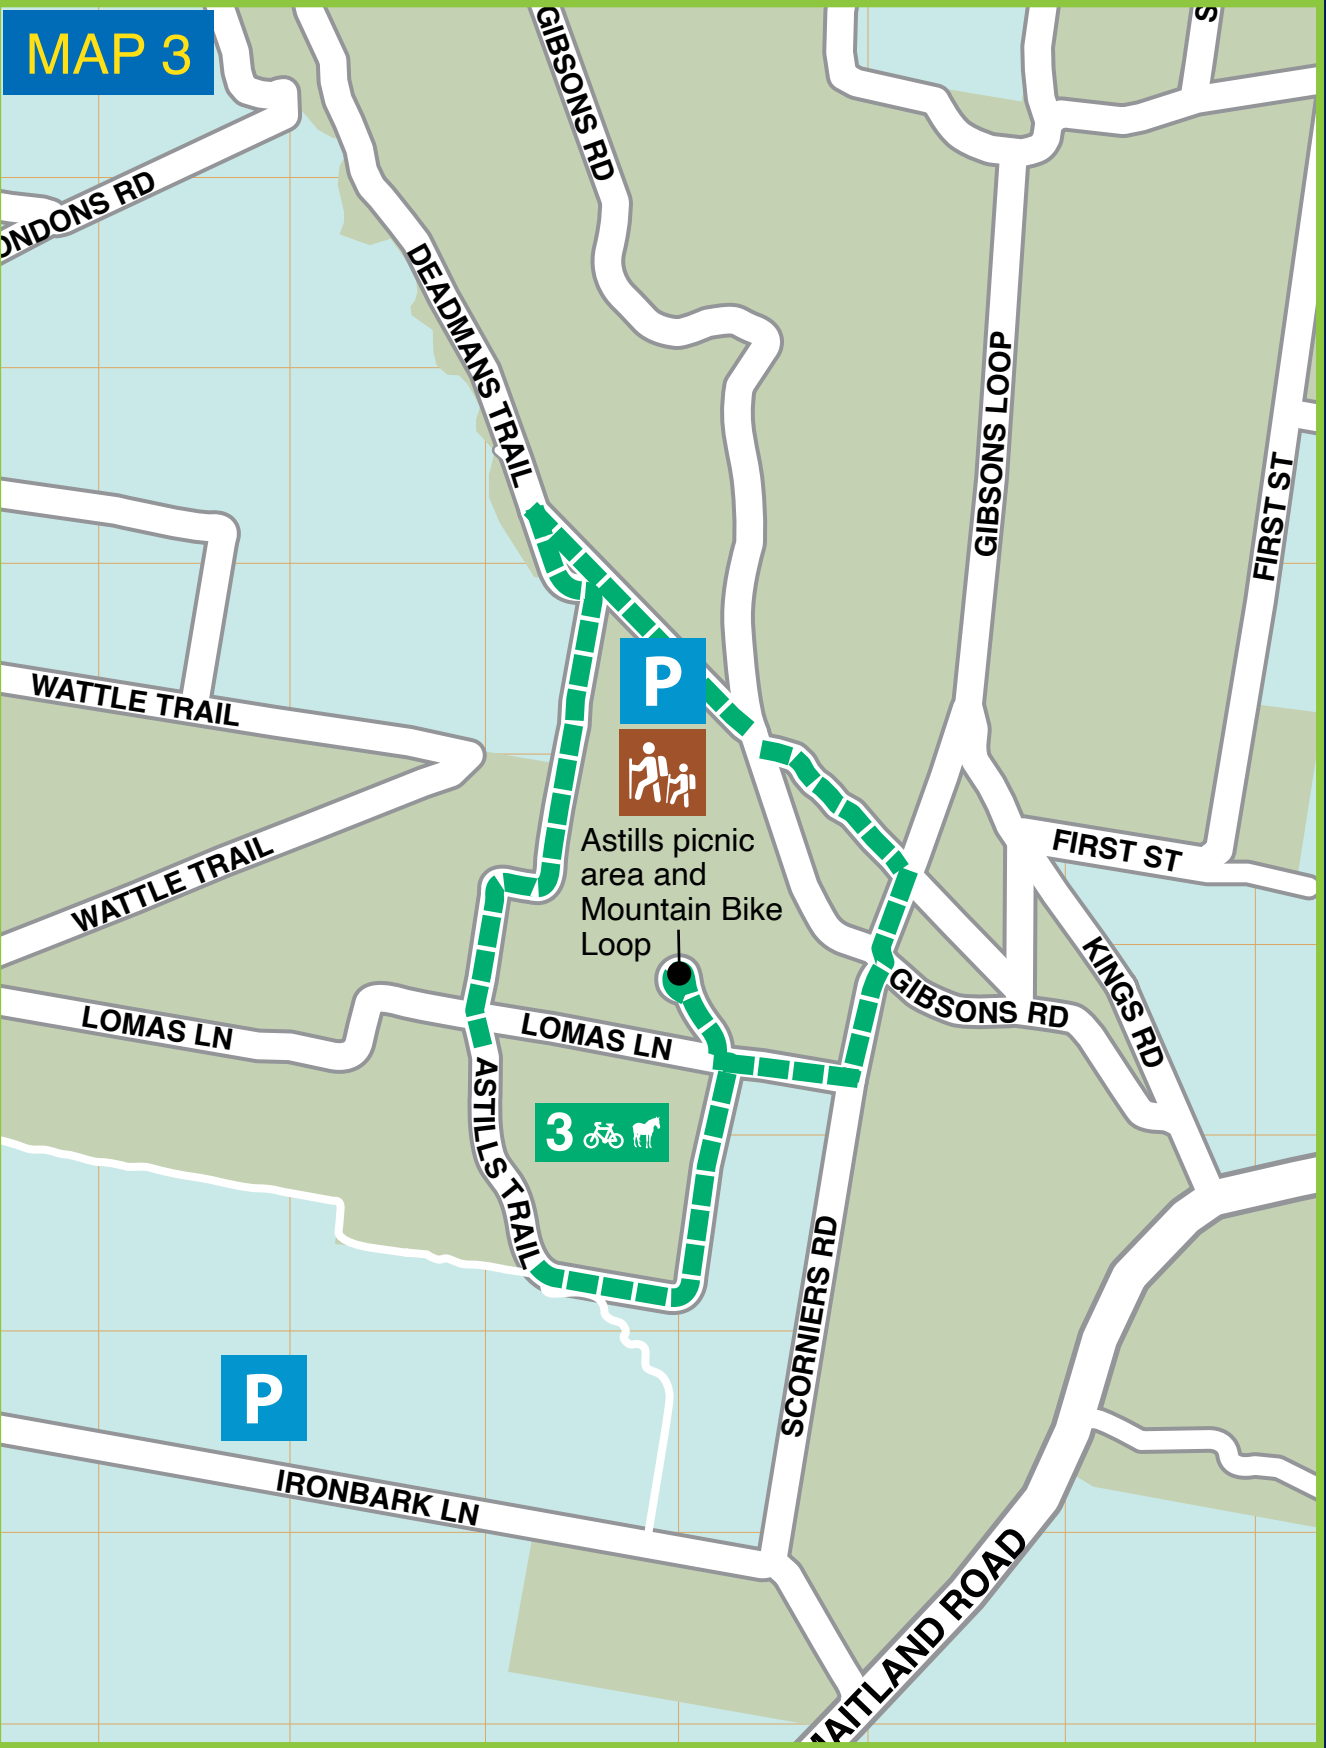 MAP 3
GIBSONS RD
S
ONDONS RD
DEADMANS TRAIL
GIBSONS LOOP
FIRST ST
WATTLE TRAIL
P
Astills picnic
area and
Mountain Bike
Loop
FIRST ST
WATTLE TRAIL
KINGS RD
GIBSONS RD
LOMAS LN
LOMAS LN
ASTILLS TRAIL
3
SCORNIERS RD
P
IRONBARK LN
MAITLAND ROAD